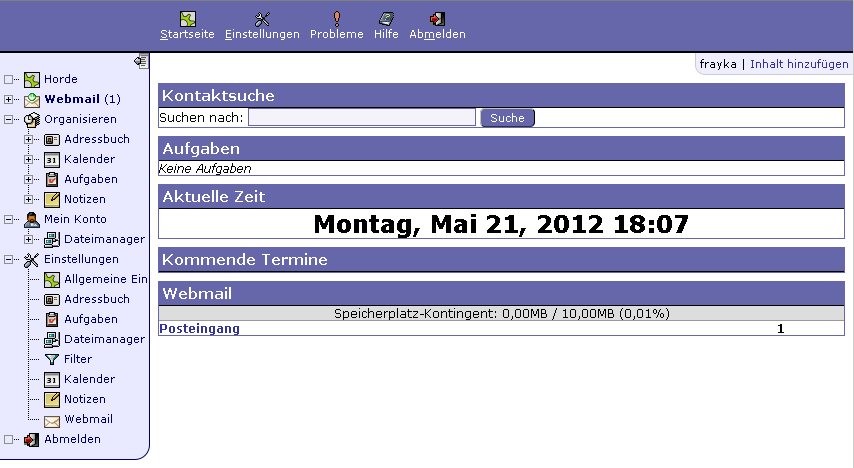 Startseite Einstellungen Probleme Hilfe Abmelden
frayka | Inhalt hinzufügen
Horde
Webmail (1)
Organisieren
Adressbuch
Kalender
Aufgaben
Notizen
Mein Konto
Dateimanager
Einstellungen
Allgemeine Ein
Adressbuch
Aufgaben
Dateimanager
Filter
Kalender
Notizen
Webmail
Abmelden
Kontaktsuche
Suchen nach: Suche
Aufgaben
Keine Aufgaben
Aktuelle Zeit
Montag, Mai 21, 2012 18:07
Kommende Termine
Webmail
Speicherplatz-Kontingent: 0,00MB / 10,00MB (0,01%)
Posteingang 1